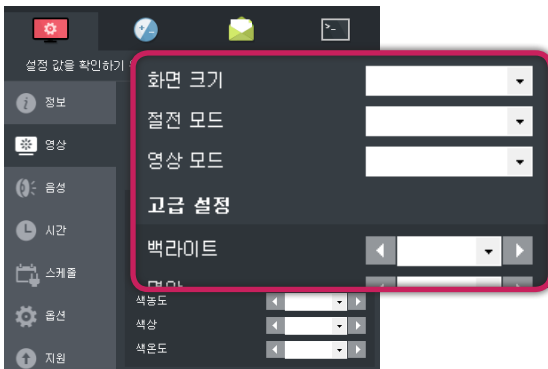 설정 값을 확인하기
정보
영상
음성
시간
스케줄
옵션
지원
화면 크기
절전 모드
영상 모드
고급 설정
백라이트
색농도
색상
색온도